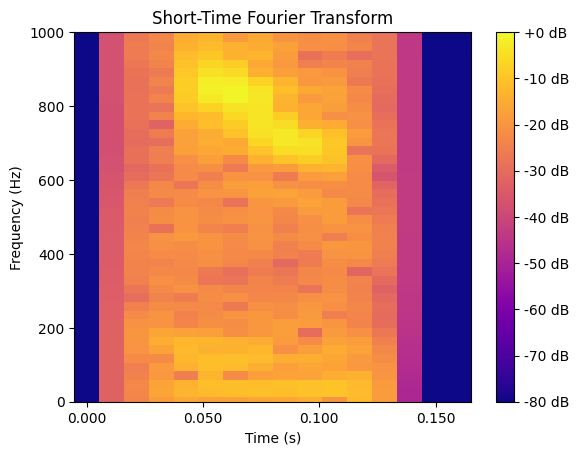 Short-Time Fourier Transform
Frequency (Hz)
1000
800
600
400
200
0
0.000
0.050
0.100
0.150
Time (s)
+0 dB
-10 dB
-20 dB
-30 dB
-40 dB
-50 dB
-60 dB
-70 dB
-80 dB